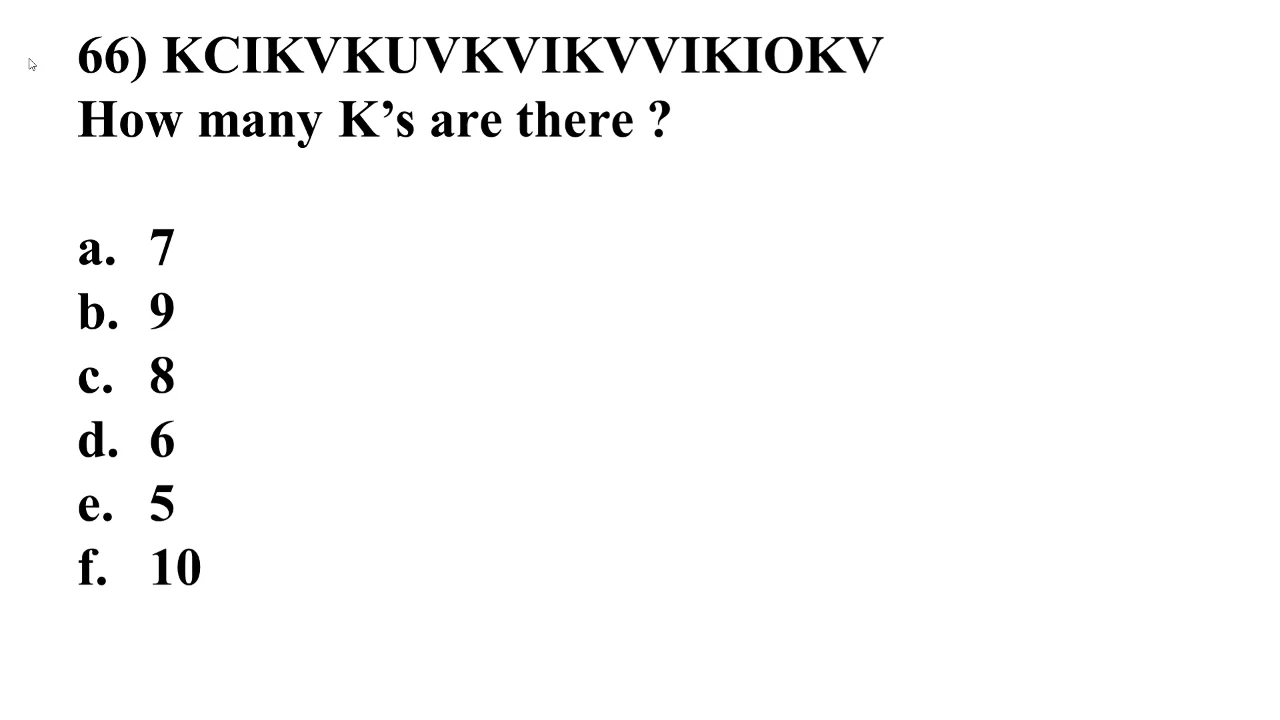 66) KCIKVKUVKVIKVVIKIOKV
How many K’s are there ?
a. 7
b. 9
c. 8
d. 6
e. 5
f. 10